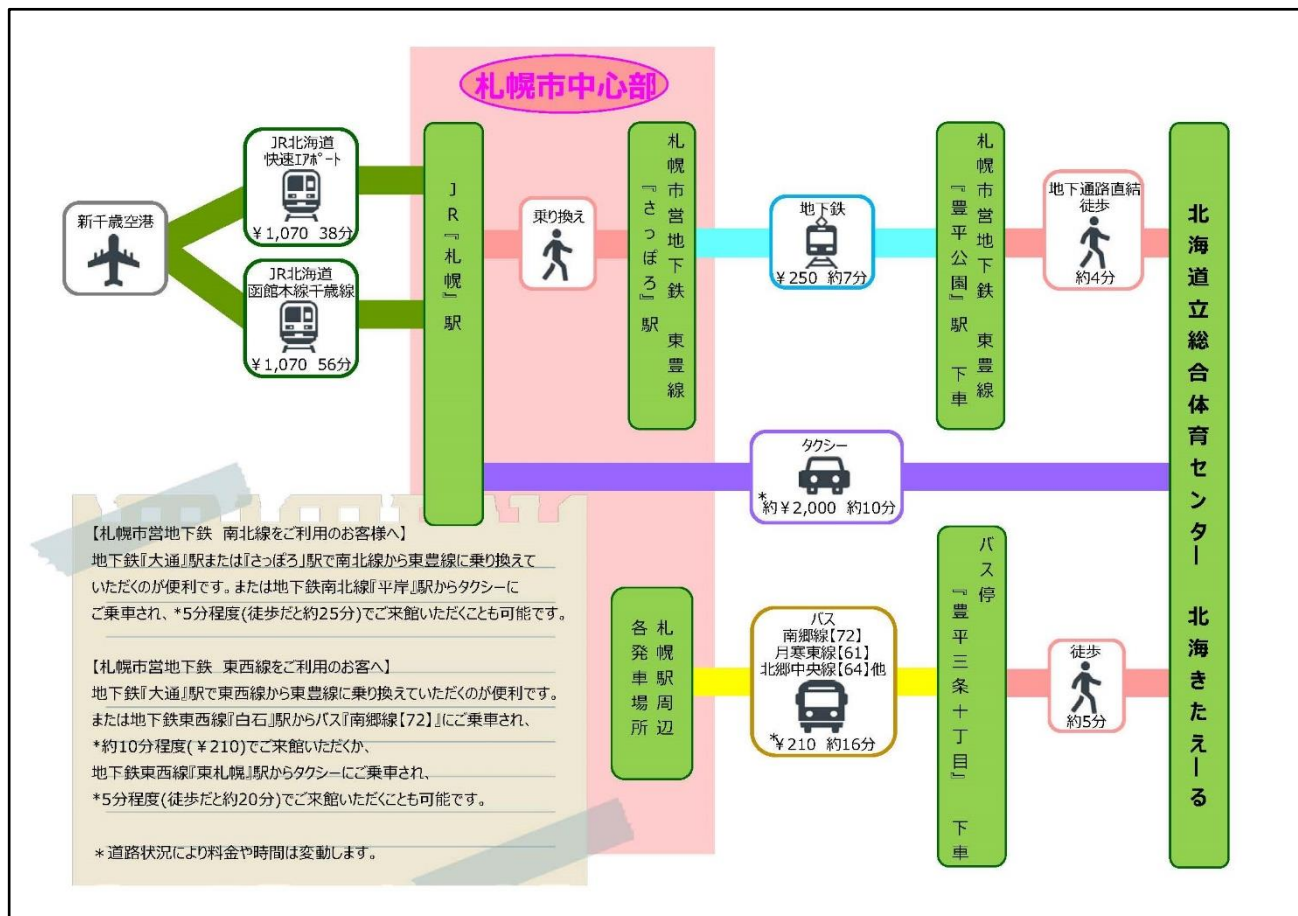 札幌市中心部
新千歳空港
JR北海道
快速エアポート
¥1,070 38分
JR北海道
函館本線千歳線
¥1,070 56分
JR『札幌』駅
乗り換え
札幌市営地下鉄 東豊線
『さっぽろ』駅
地下鉄
¥250 約7分
札幌市営地下鉄 東豊線
『豊平公園』駅 下車
地下通路直結
徒歩
約4分
北海道立総合体育センター 北海きたえーる
タクシー
*約¥2,000 約10分
札幌駅周辺
各発車場所
バス
南郷線【72】
月寒東線【61】
北郷中央線【64】他
*¥210 約16分
バス停
『豊平三条十丁目』 下車
徒歩
約5分
【札幌市営地下鉄 南北線をご利用のお客様へ】
地下鉄『大通』駅または『さっぽろ』駅で南北線から東豊線に乗り換えて
いただくのが便利です。または地下鉄南北線『平岸』駅からタクシーに
ご乗車され、*5分程度(徒歩だと約25分)でご来館いただくことも可能です。
【札幌市営地下鉄 東西線をご利用のお客へ】
地下鉄『大通』駅で東西線から東豊線に乗り換えていただくのが便利です。
または地下鉄東西線『白石』駅からバス『南郷線【72】』にご乗車され、
*約10分程度(¥210)でご来館いただくか、
地下鉄東西線『東札幌』駅からタクシーにご乗車され、
*5分程度(徒歩だと約20分)でご来館いただくことも可能です。
*道路状況により料金や時間は変動します。